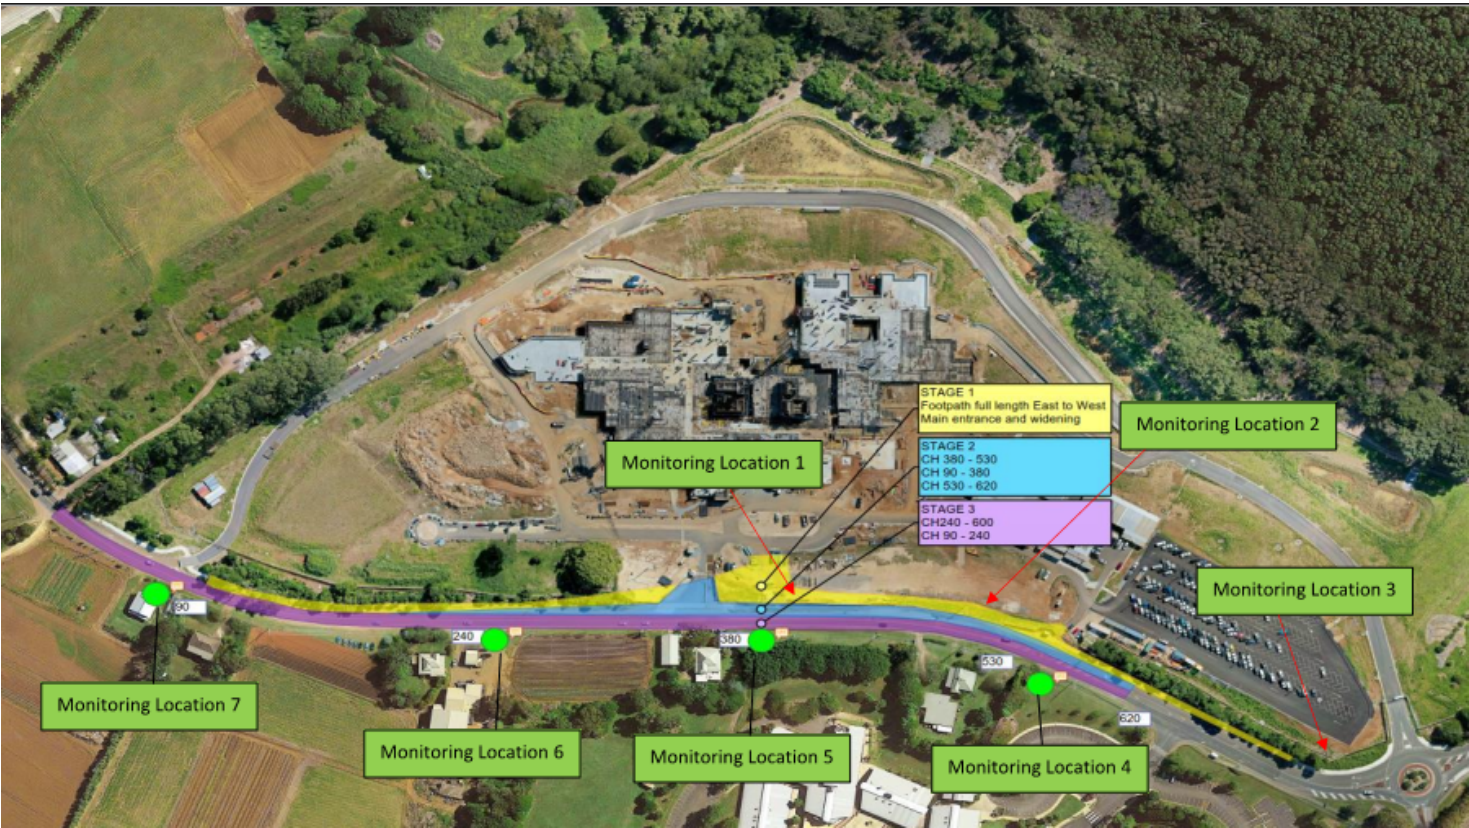 STAGE 1
Footpath full length East to West
Main entrance and widening
Monitoring Location 2
STAGE 2
CH 380 - 530
CH 90 - 380
CH 530 - 620
Monitoring Location 1
STAGE 3
CH240 - 600
CH 90 - 240
Monitoring Location 3
90
240
380
530
620
Monitoring Location 7
Monitoring Location 6
Monitoring Location 5
Monitoring Location 4